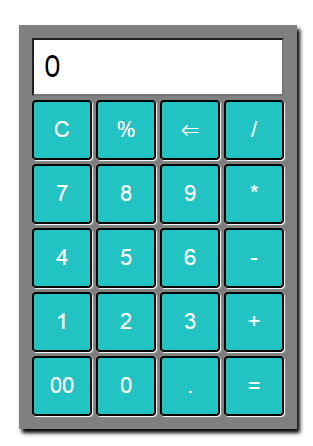 0
C % ⇐ /
7 8 9 *
4 5 6 -
1 2 3 +
00 0 . =